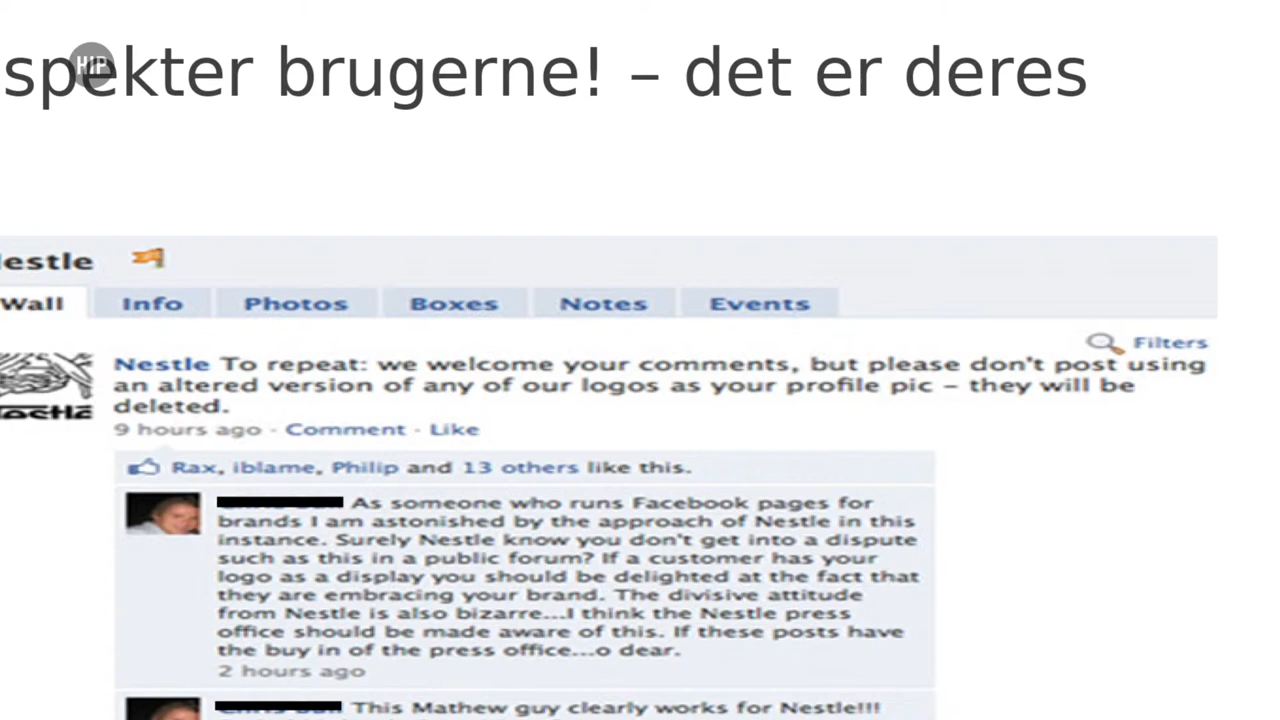 spekter brugerne! – det er deres
HIP
estle
Wall Info Photos Boxes Notes Events
Filters
Nestle To repeat: we welcome your comments, but please don't post using
an altered version of any of our logos as your profile pic – they will be
deleted.
9 hours ago · Comment · Like
Rax, iblame, Philip and 13 others like this.
As someone who runs Facebook pages for
brands I am astonished by the approach of Nestle in this
instance. Surely Nestle know you don't get into a dispute
such as this in a public forum? If a customer has your
logo as a display you should be delighted at the fact that
they are embracing your brand. The divisive attitude
from Nestle is also bizarre...I think the Nestle press
office should be made aware of this. If these posts have
the buy in of the press office...o dear.
2 hours ago
This Mathew guy clearly works for Nestle!!!